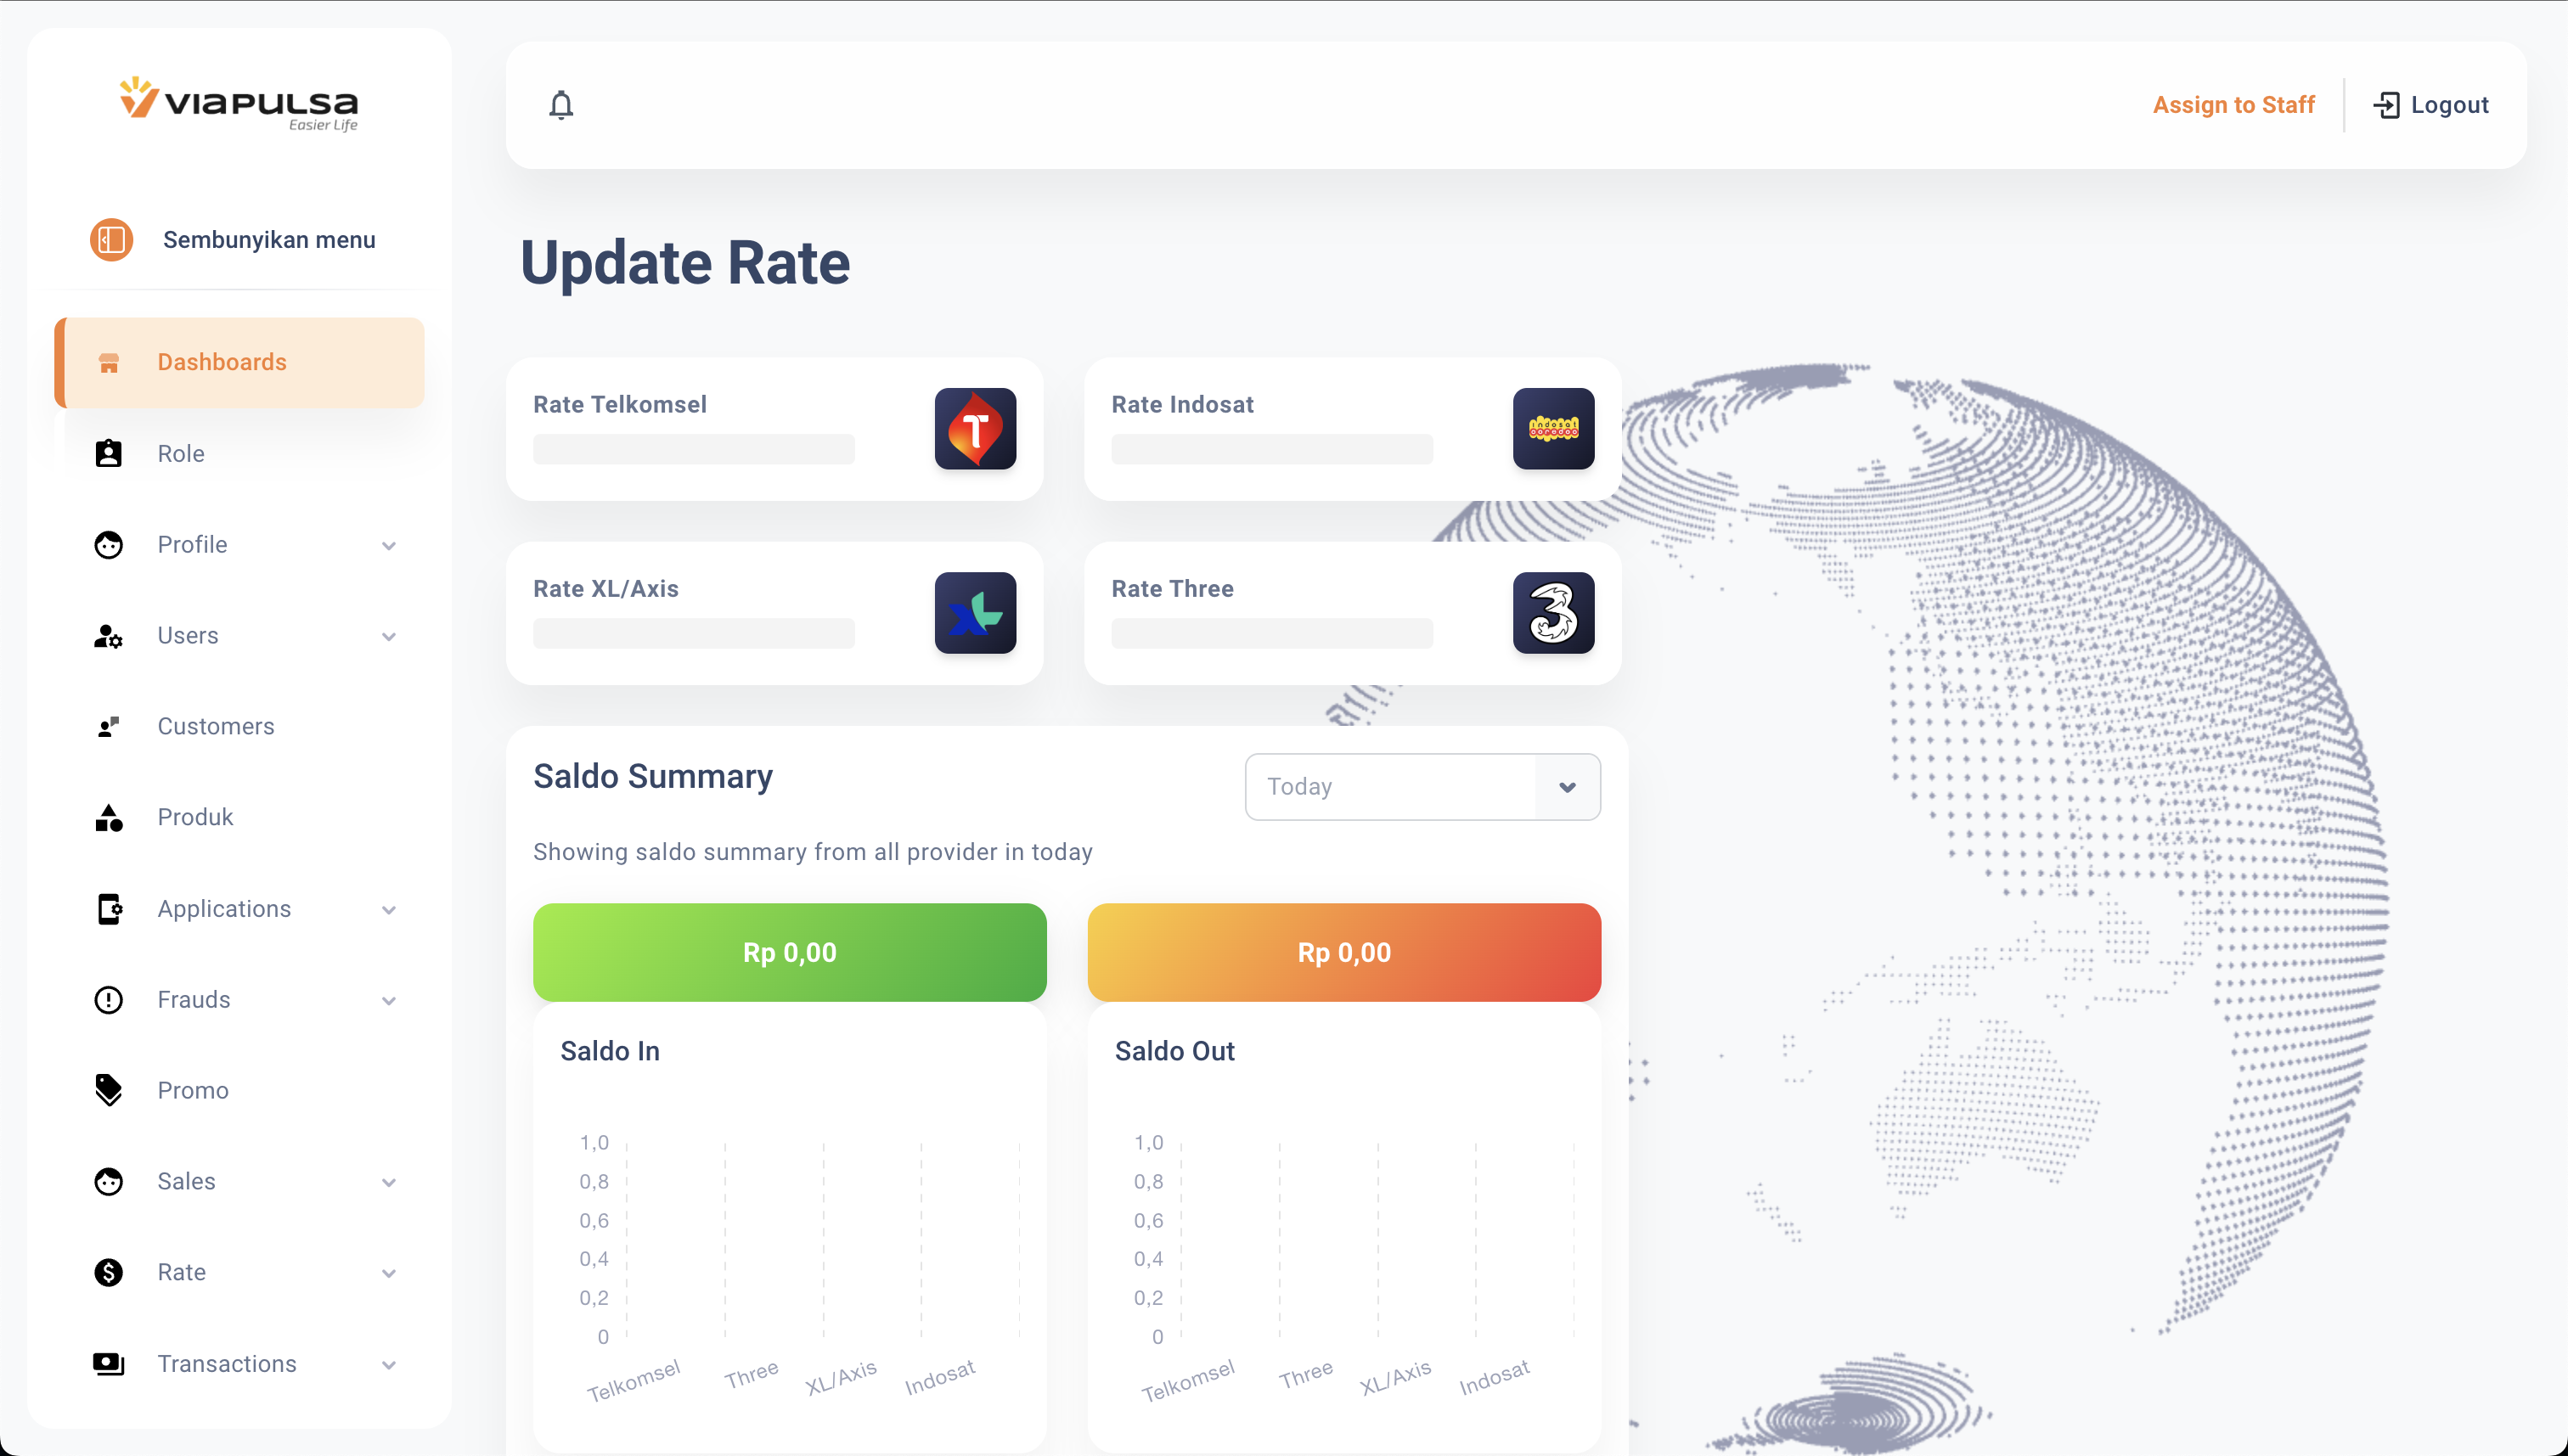 VIAPULSA
Easier Life
Sembunyikan menu
Dashboards
Role
Profile
Users
Customers
Produk
Applications
Frauds
Promo
Sales
Rate
Transactions
Assign to Staff
Logout
Update Rate
Rate Telkomsel
T
Rate Indosat
indosat
ooredoo
Rate XL/Axis
XL
Rate Three
3
Saldo Summary
Today
Showing saldo summary from all provider in today
Rp 0,00
Rp 0,00
Saldo In
1,0
0,8
0,6
0,4
0,2
0
Telkomsel
Three
XL/Axis
Indosat
Saldo Out
1,0
0,8
0,6
0,4
0,2
0
Telkomsel
Three
XL/Axis
Indosat